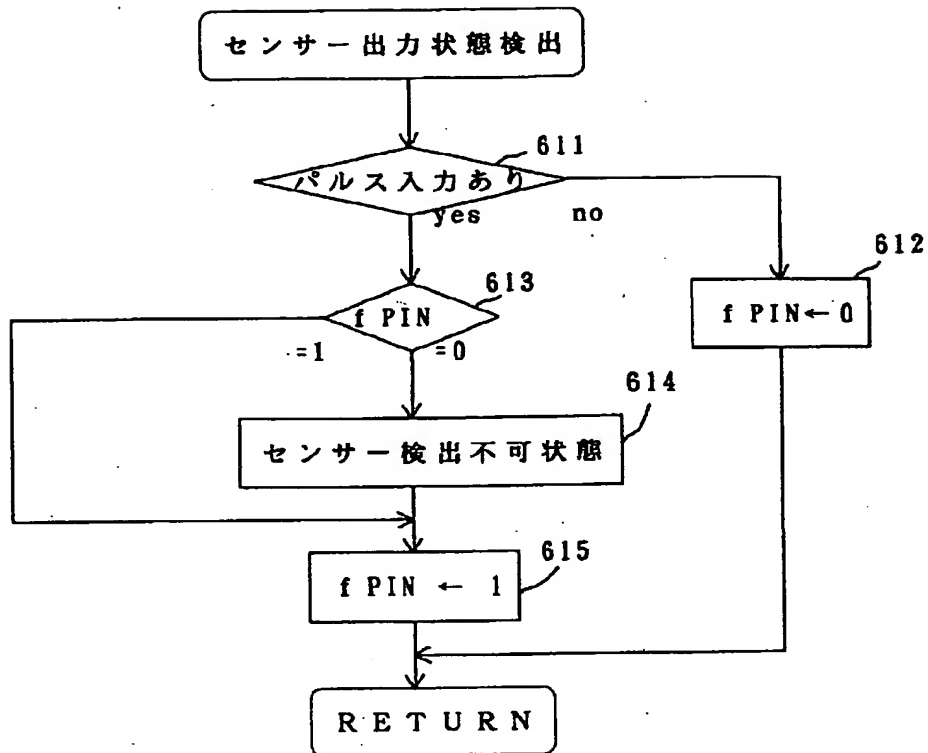 センサー出力状態検出
611
パルス入力あり
yes
no
612
613
f PIN
f PIN←0
=1
=0
614
センサー検出不可状態
615
f PIN ← 1
RETURN